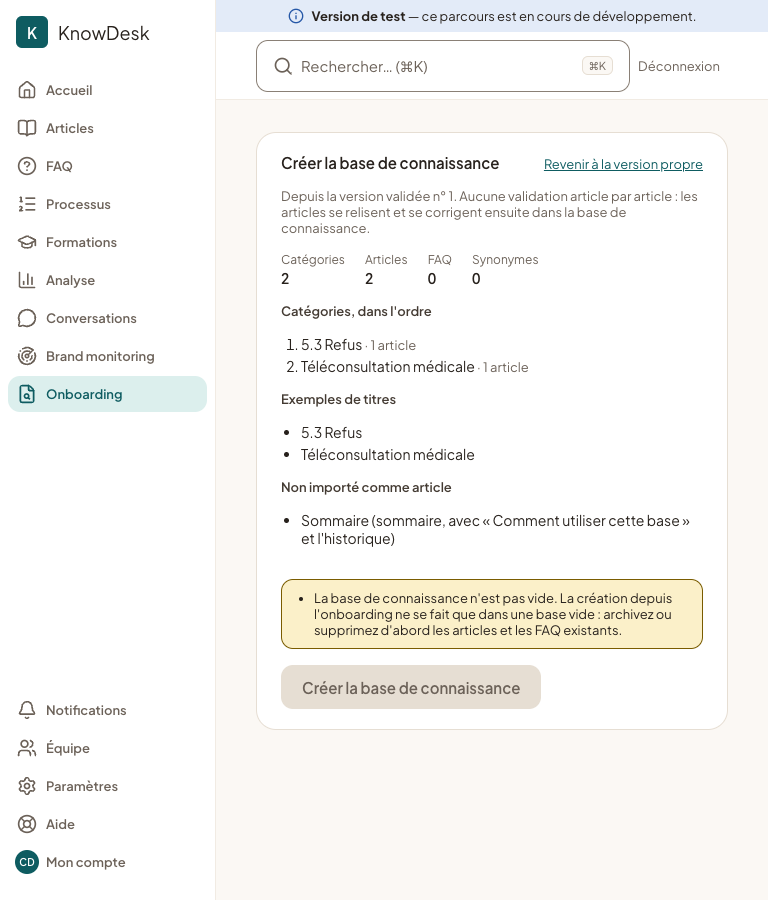 Version de test — ce parcours est en cours de développement.
K KnowDesk
Rechercher... (⌘K) ⌘K
Déconnexion
Accueil
Articles
FAQ
Processus
Formations
Analyse
Conversations
Brand monitoring
Onboarding
Notifications
Équipe
Paramètres
Aide
CD Mon compte
Créer la base de connaissance
Revenir à la version propre
Depuis la version validée n° 1. Aucune validation article par article : les
articles se relisent et se corrigent ensuite dans la base de
connaissance.
Catégories Articles FAQ Synonymes
2 2 0 0
Catégories, dans l'ordre
1. 5.3 Refus · 1 article
2. Téléconsultation médicale · 1 article
Exemples de titres
• 5.3 Refus
• Téléconsultation médicale
Non importé comme article
• Sommaire (sommaire, avec « Comment utiliser cette base »
et l'historique)
• La base de connaissance n'est pas vide. La création depuis
l'onboarding ne se fait que dans une base vide : archivez ou
supprimez d'abord les articles et les FAQ existants.
Créer la base de connaissance